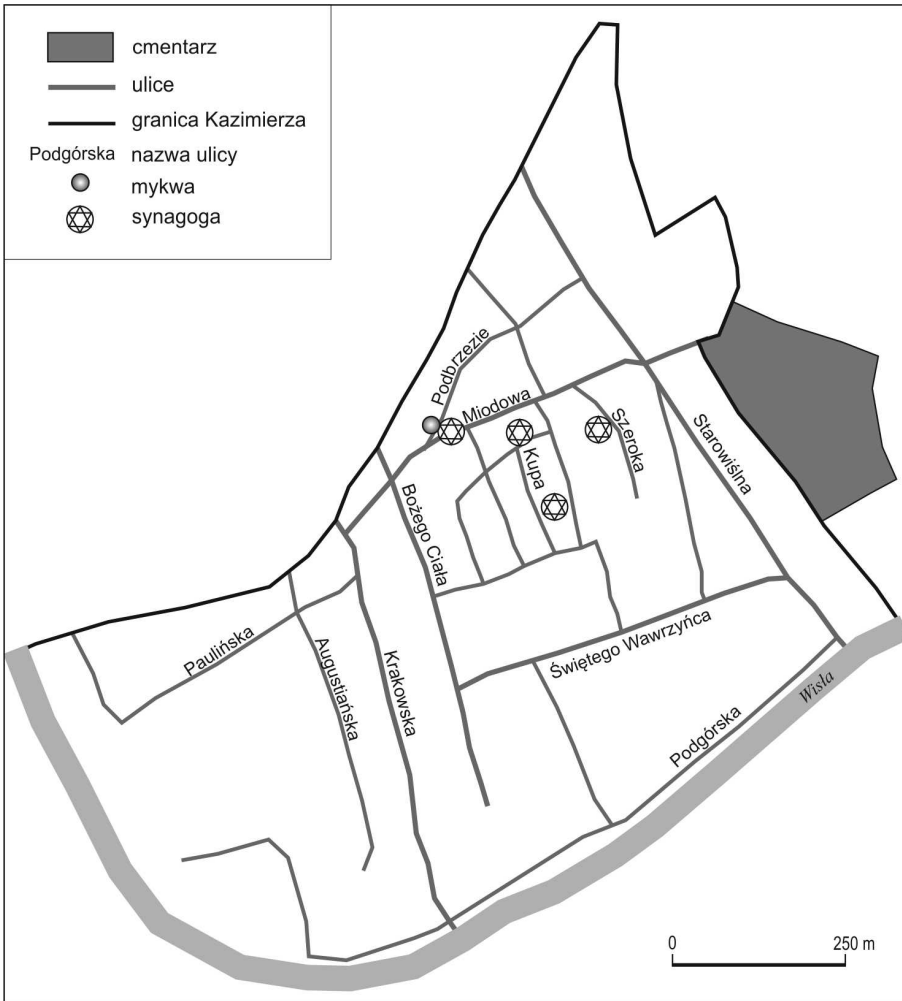 cmentarz
ulice
granica Kazimierza
Podgórska nazwa ulicy
mykwa
synagoga
Podbrzezie
Miodowa
Szeroka
Starowiślna
Kupa
Bożego Ciała
Świętego Wawrzyńca
Paulińska
Augustiańska
Krakowska
Podgórska
Wisła
0 250 m